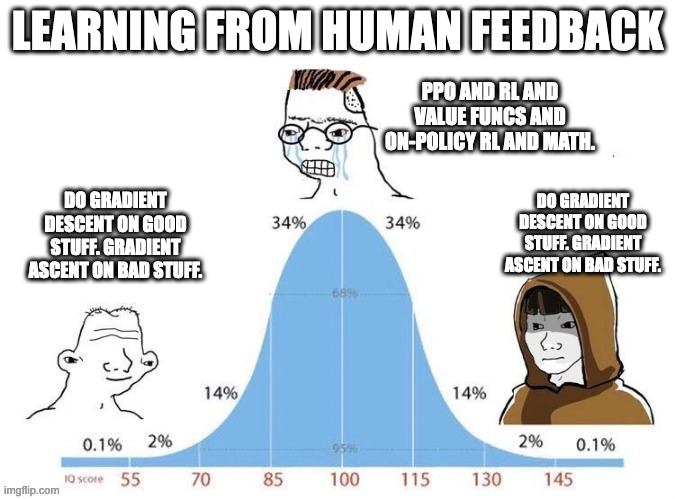 LEARNING FROM HUMAN FEEDBACK
PPO AND RL AND
VALUE FUNCS AND
ON-POLICY RL AND MATH.
DO GRADIENT
DESCENT ON GOOD
STUFF. GRADIENT
ASCENT ON BAD STUFF.
DO GRADIENT
DESCENT ON GOOD
STUFF. GRADIENT
ASCENT ON BAD STUFF.
34% 34%
68%
14% 14%
0.1% 2% 95% 2% 0.1%
IQ score 55 70 85 100 115 130 145
imgflip.com